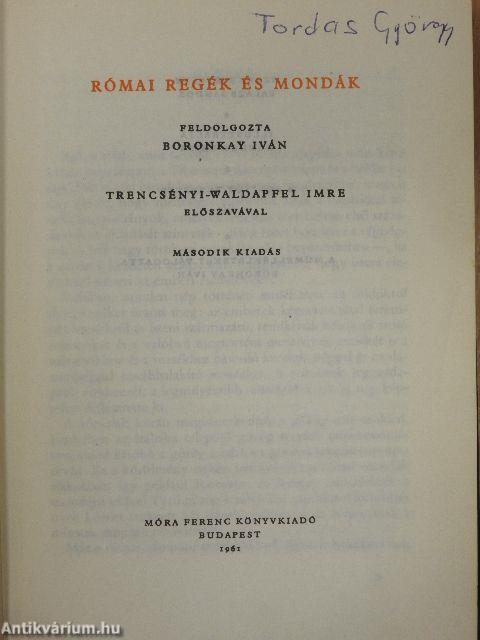 Tordas György
RÓMAI REGÉK ÉS MONDÁK
FELDOLGOZTA
BORONKAY IVÁN
TRENCSÉNYI-WALDAPFEL IMRE
ELŐSZAVÁVAL
MÁSODIK KIADÁS
MÓRA FERENC KÖNYVKIADÓ
BUDAPEST
1961
Antikvárium.hu